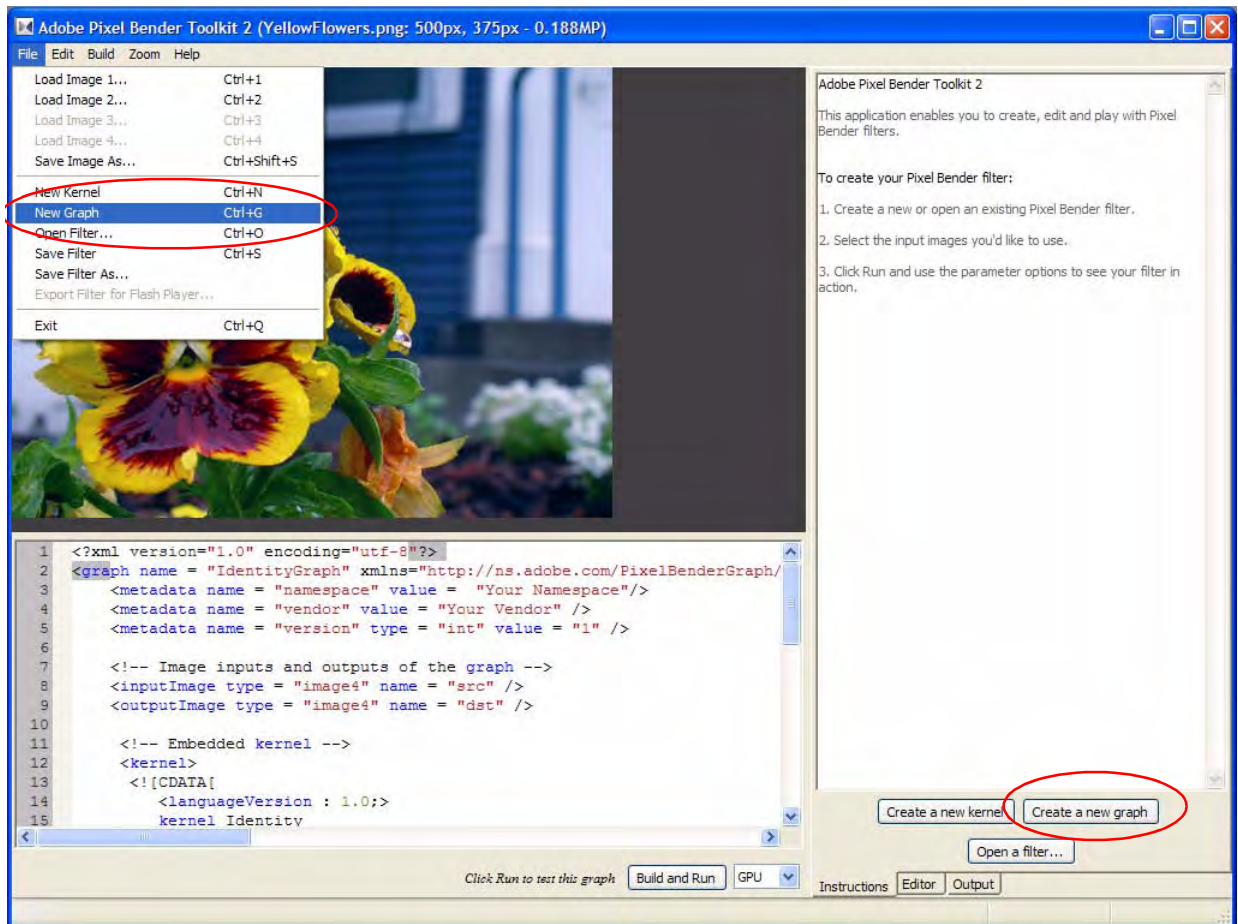 Adobe Pixel Bender Toolkit 2 (YellowFlowers.png: 500px, 375px - 0.188MP)
File Edit Build Zoom Help
Load Image 1... Ctrl+1
Load Image 2... Ctrl+2
Load Image 3... Ctrl+3
Load Image 4... Ctrl+4
Save Image As... Ctrl+Shift+S
New Kernel Ctrl+N
New Graph Ctrl+G
Open Filter... Ctrl+O
Save Filter Ctrl+S
Save Filter As...
Export Filter for Flash Player...
Exit Ctrl+Q
Adobe Pixel Bender Toolkit 2
This application enables you to create, edit and play with Pixel
Bender filters.
To create your Pixel Bender filter:
1. Create a new or open an existing Pixel Bender filter.
2. Select the input images you'd like to use.
3. Click Run and use the parameter options to see your filter in
action.
1 <?xml version="1.0" encoding="utf-8"?>
2 <graph name = "IdentityGraph" xmlns="http://ns.adobe.com/PixelBenderGraph/
3 <metadata name = "namespace" value = "Your Namespace"/>
4 <metadata name = "vendor" value = "Your Vendor" />
5 <metadata name = "version" type = "int" value = "1" />
6
7 <!-- Image inputs and outputs of the graph -->
8 <inputImage type = "image4" name = "src" />
9 <outputImage type = "image4" name = "dst" />
10
11 <!-- Embedded kernel -->
12 <kernel>
13 <![CDATA[
14 <languageVersion : 1.0;>
15 kernel Identity
Click Run to test this graph Build and Run GPU
Create a new kernel Create a new graph
Open a filter...
Instructions Editor Output